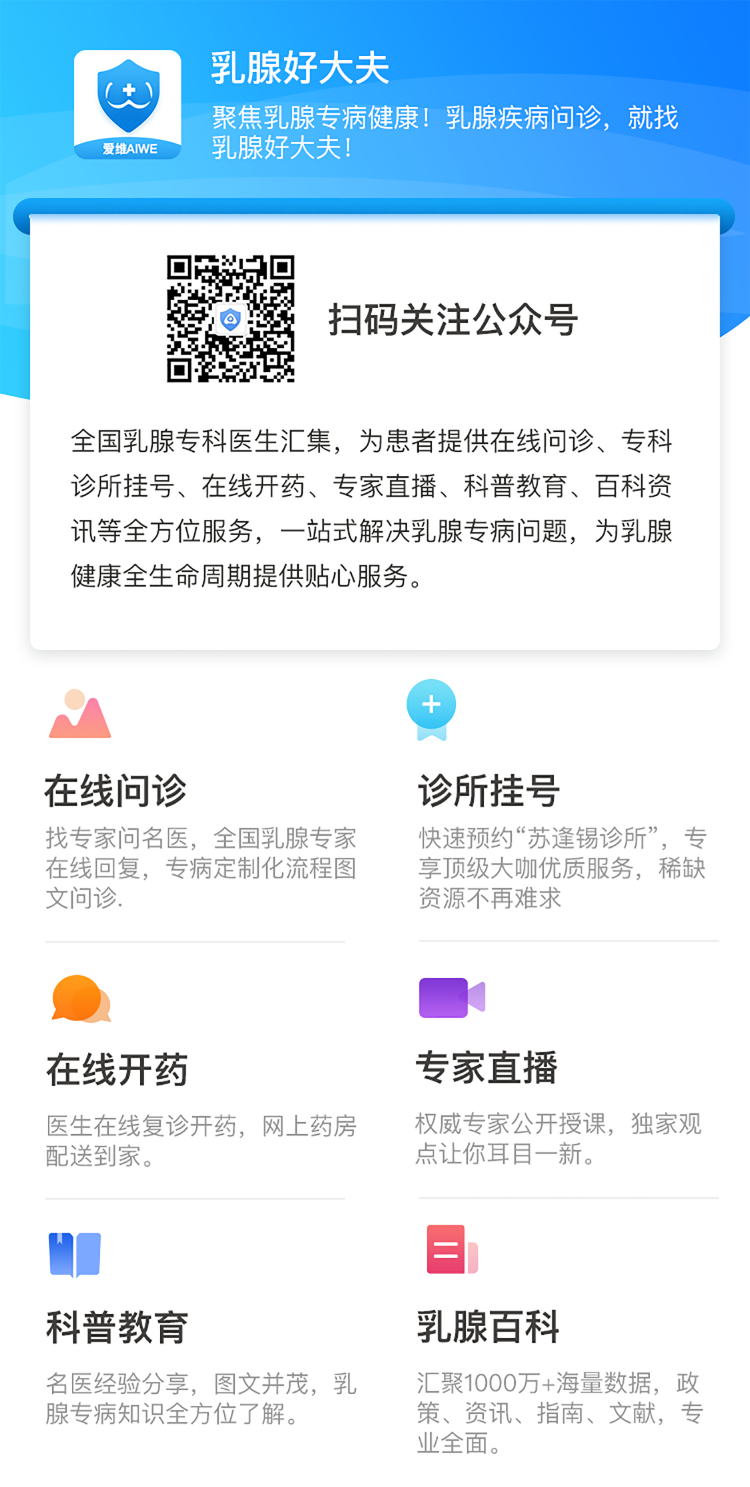 乳腺好大夫
聚焦乳腺专病健康！乳腺疾病问诊，就找
乳腺好大夫！
爱维AIWE
扫码关注公众号
全国乳腺专科医生汇集，为患者提供在线问诊、专科
诊所挂号、在线开药、专家直播、科普教育、百科资
讯等全方位服务，一站式解决乳腺专病问题，为乳腺
健康全生命周期提供贴心服务。
在线问诊
找专家问名医，全国乳腺专家
在线回复，专病定制化流程图
文问诊.
诊所挂号
快速预约“苏逢锡诊所”，专
享顶级大咖优质服务，稀缺
资源不再难求
在线开药
医生在线复诊开药，网上药房
配送到家。
专家直播
权威专家公开授课，独家观
点让你耳目一新。
科普教育
名医经验分享，图文并茂，乳
腺专病知识全方位了解。
乳腺百科
汇聚1000万+海量数据，政
策、资讯、指南、文献，专
业全面。